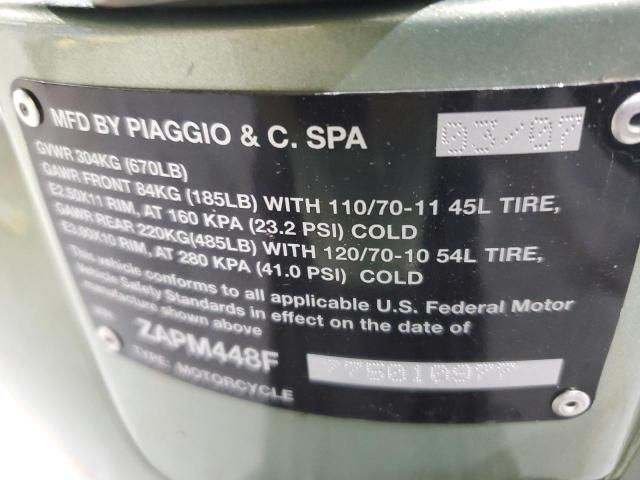 MFD BY PIAGGIO & C. SPA 03/07
GVWR 304KG (670LB)
GAWR FRONT 84KG (185LB) WITH 110/70-11 45L TIRE,
E2.50X11 RIM, AT 160 KPA (23.2 PSI) COLD
GAWR REAR 220KG(485LB) WITH 120/70-10 54L TIRE,
E3.00X10 RIM, AT 280 KPA (41.0 PSI) COLD
This vehicle conforms to all applicable U.S. Federal Motor
Vehicle Safety Standards in effect on the date of
manufacture shown above
VIN ZAPM448F
TYPE: MOTORCYCLE